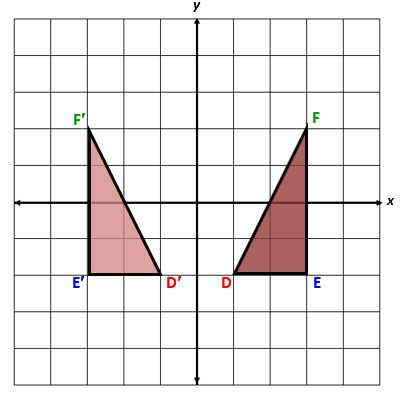 y
F′ F
x
E′ D′ D E